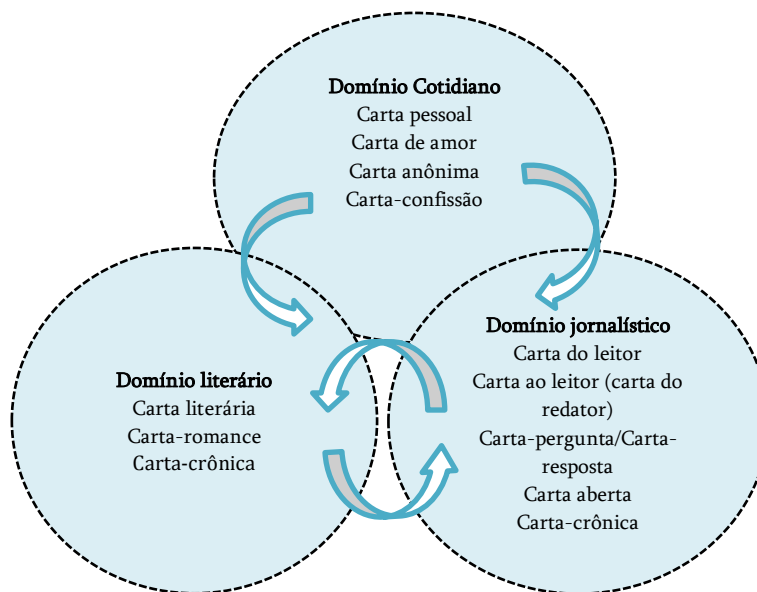 Domínio Cotidiano
Carta pessoal
Carta de amor
Carta anônima
Carta-confissão
Domínio literário
Carta literária
Carta-romance
Carta-crônica
Domínio jornalístico
Carta do leitor
Carta ao leitor (carta do
redator)
Carta-pergunta/Carta-
resposta
Carta aberta
Carta-crônica